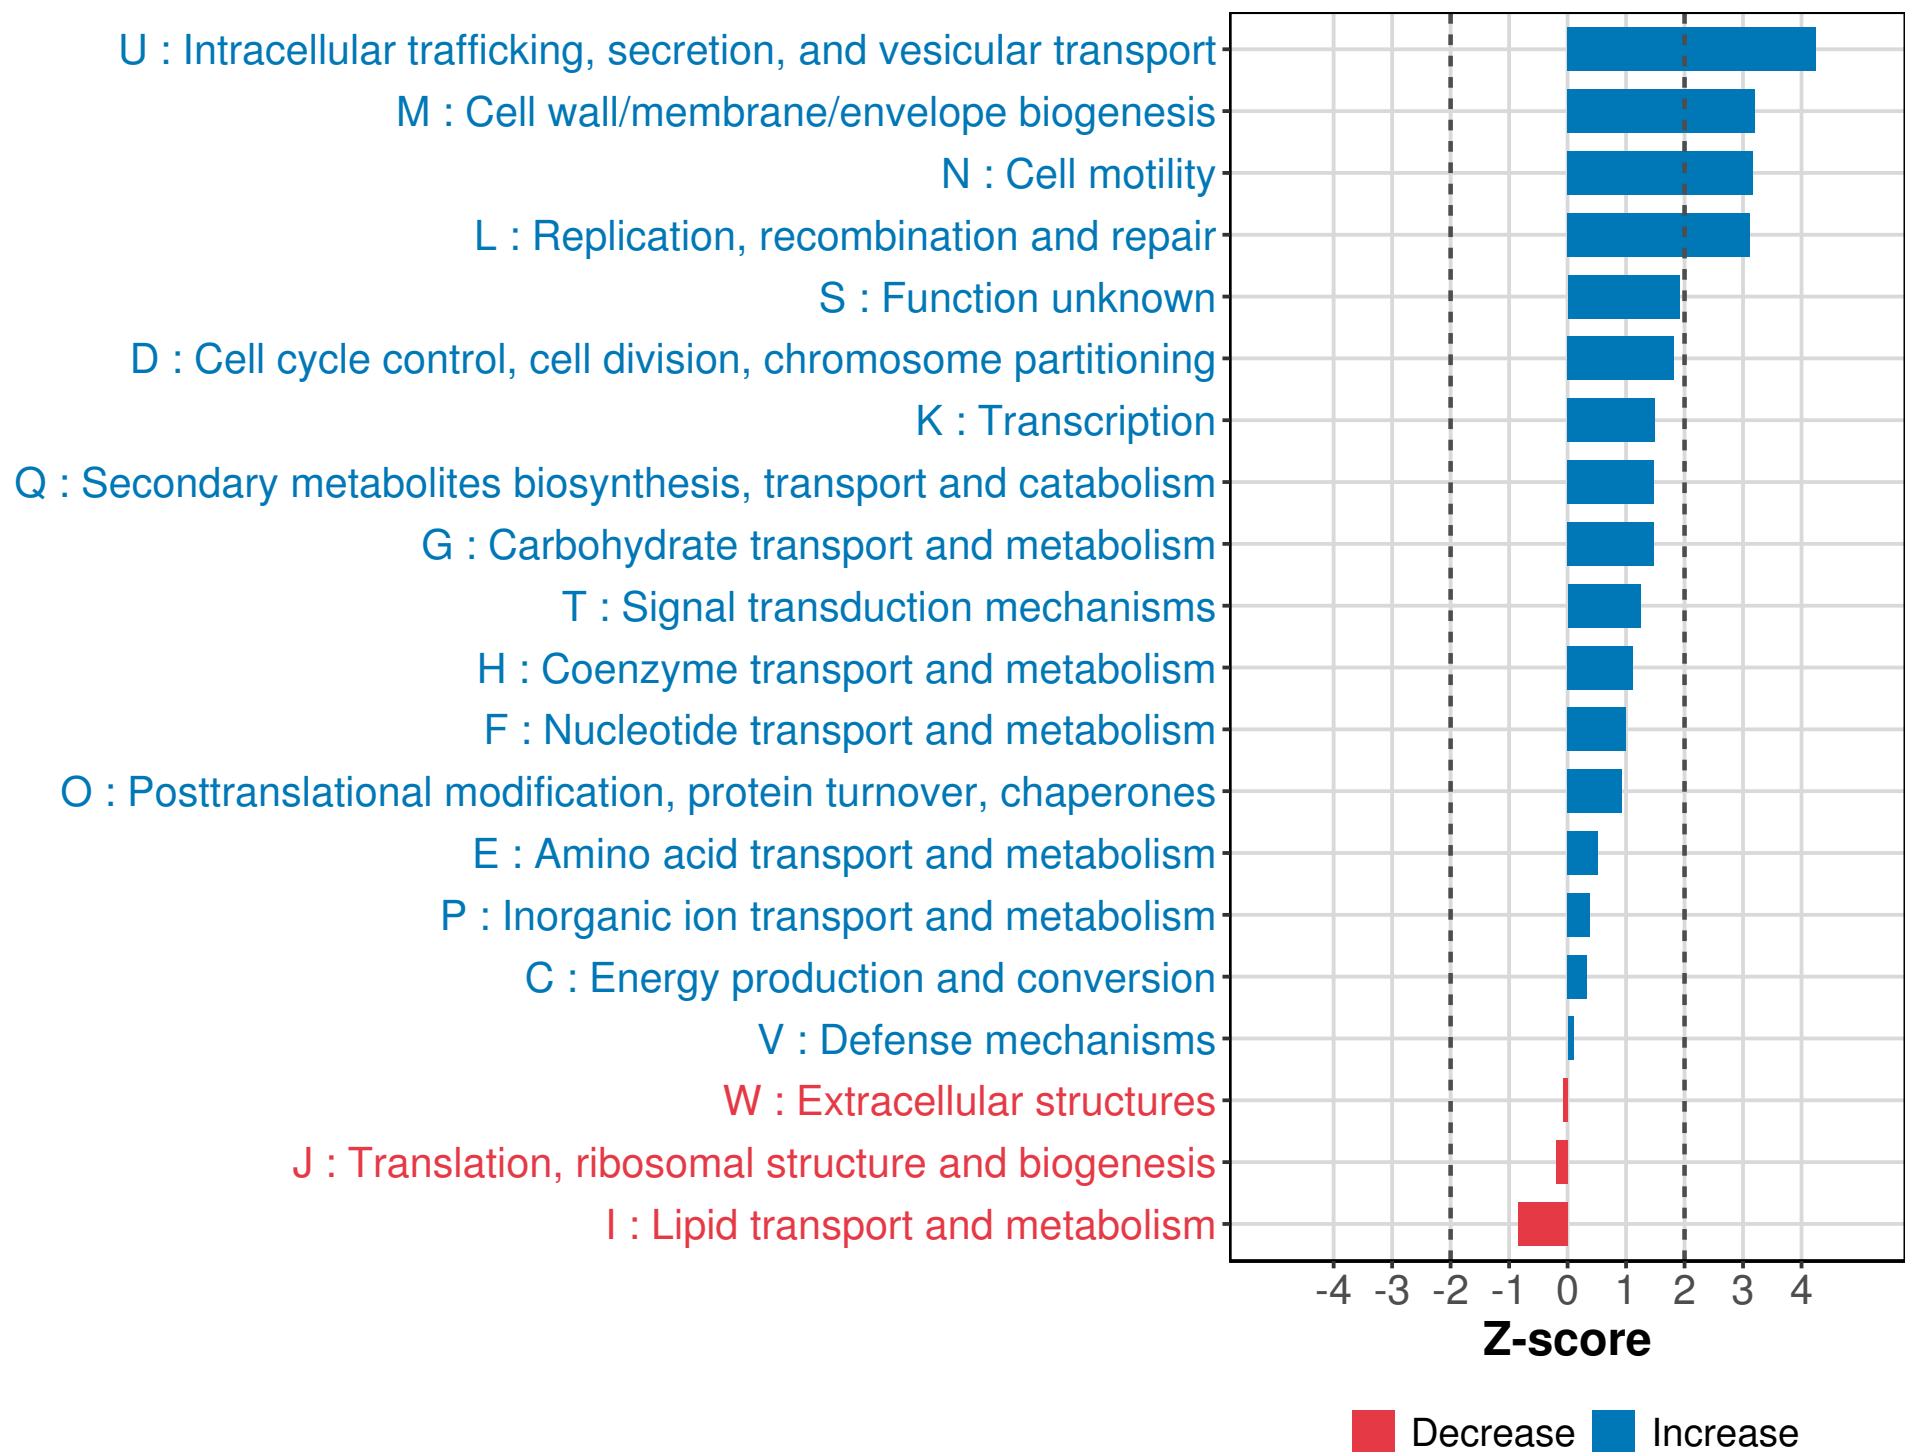 U : Intracellular trafficking, secretion, and vesicular transport
M : Cell wall/membrane/envelope biogenesis
N : Cell motility
L : Replication, recombination and repair
S : Function unknown
D : Cell cycle control, cell division, chromosome partitioning
K : Transcription
Q : Secondary metabolites biosynthesis, transport and catabolism
G : Carbohydrate transport and metabolism
T : Signal transduction mechanisms
H : Coenzyme transport and metabolism
F : Nucleotide transport and metabolism
O : Posttranslational modification, protein turnover, chaperones
E : Amino acid transport and metabolism
P : Inorganic ion transport and metabolism
C : Energy production and conversion
V : Defense mechanisms
W : Extracellular structures
J : Translation, ribosomal structure and biogenesis
I : Lipid transport and metabolism
-4 -3 -2 -1 0 1 2 3 4
Z-score
Decrease Increase